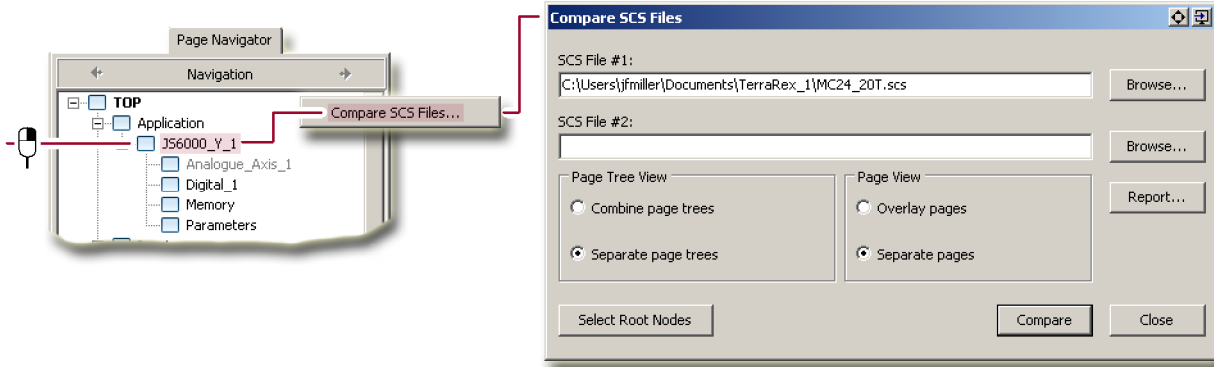 Page Navigator
Navigation
TOP
Application
JS6000_Y_1
Analogue_Axis_1
Digital_1
Memory
Parameters
Compare SCS Files...
Compare SCS Files
SCS File #1:
C:\Users\jfmiller\Documents\TerraRex_1\MC24_20T.scs
Browse...
SCS File #2:
Browse...
Page Tree View
Combine page trees
Separate page trees
Page View
Overlay pages
Separate pages
Report...
Select Root Nodes
Compare
Close